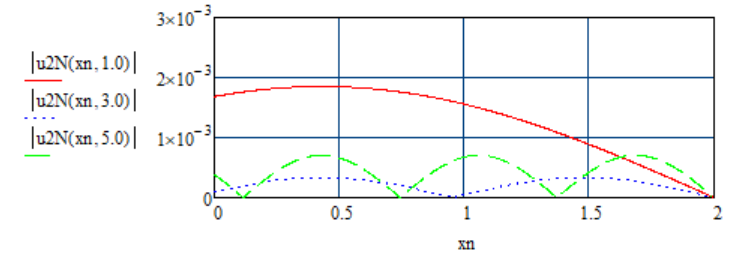 3×10⁻³
|u2N(xn, 1.0)|
2×10⁻³
|u2N(xn, 3.0)|
|u2N(xn, 5.0)|
1×10⁻³
0
0 0.5 1 1.5 2
xn